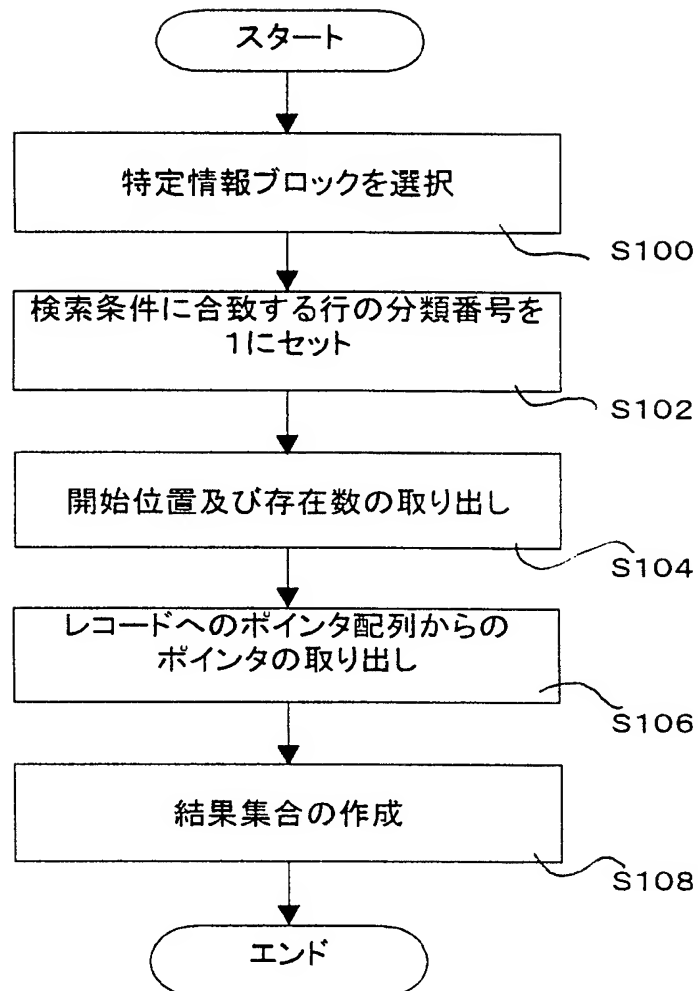 スタート
特定情報ブロックを選択
S100
検索条件に合致する行の分類番号を
1にセット
S102
開始位置及び存在数の取り出し
S104
レコードへのポインタ配列からの
ポインタの取り出し
S106
結果集合の作成
S108
エンド